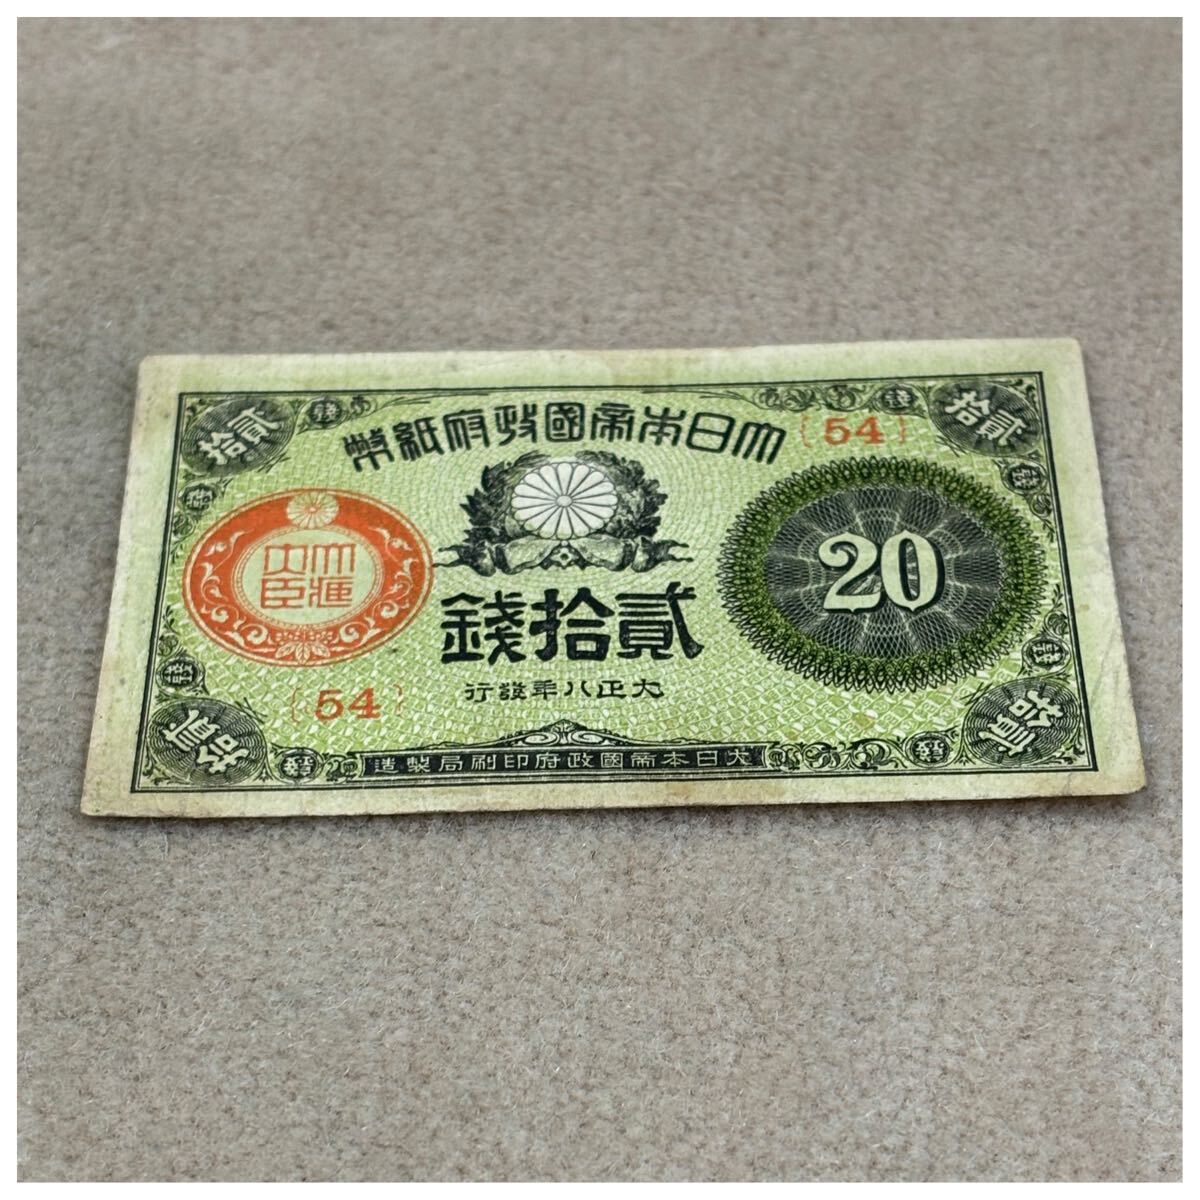 大日本帝國政府紙幣
{54}
貳拾
貳拾
大藏大臣
20
貳拾錢
大正八年發行
{54}
貳拾
貳拾
大日本帝國政府印刷局製造